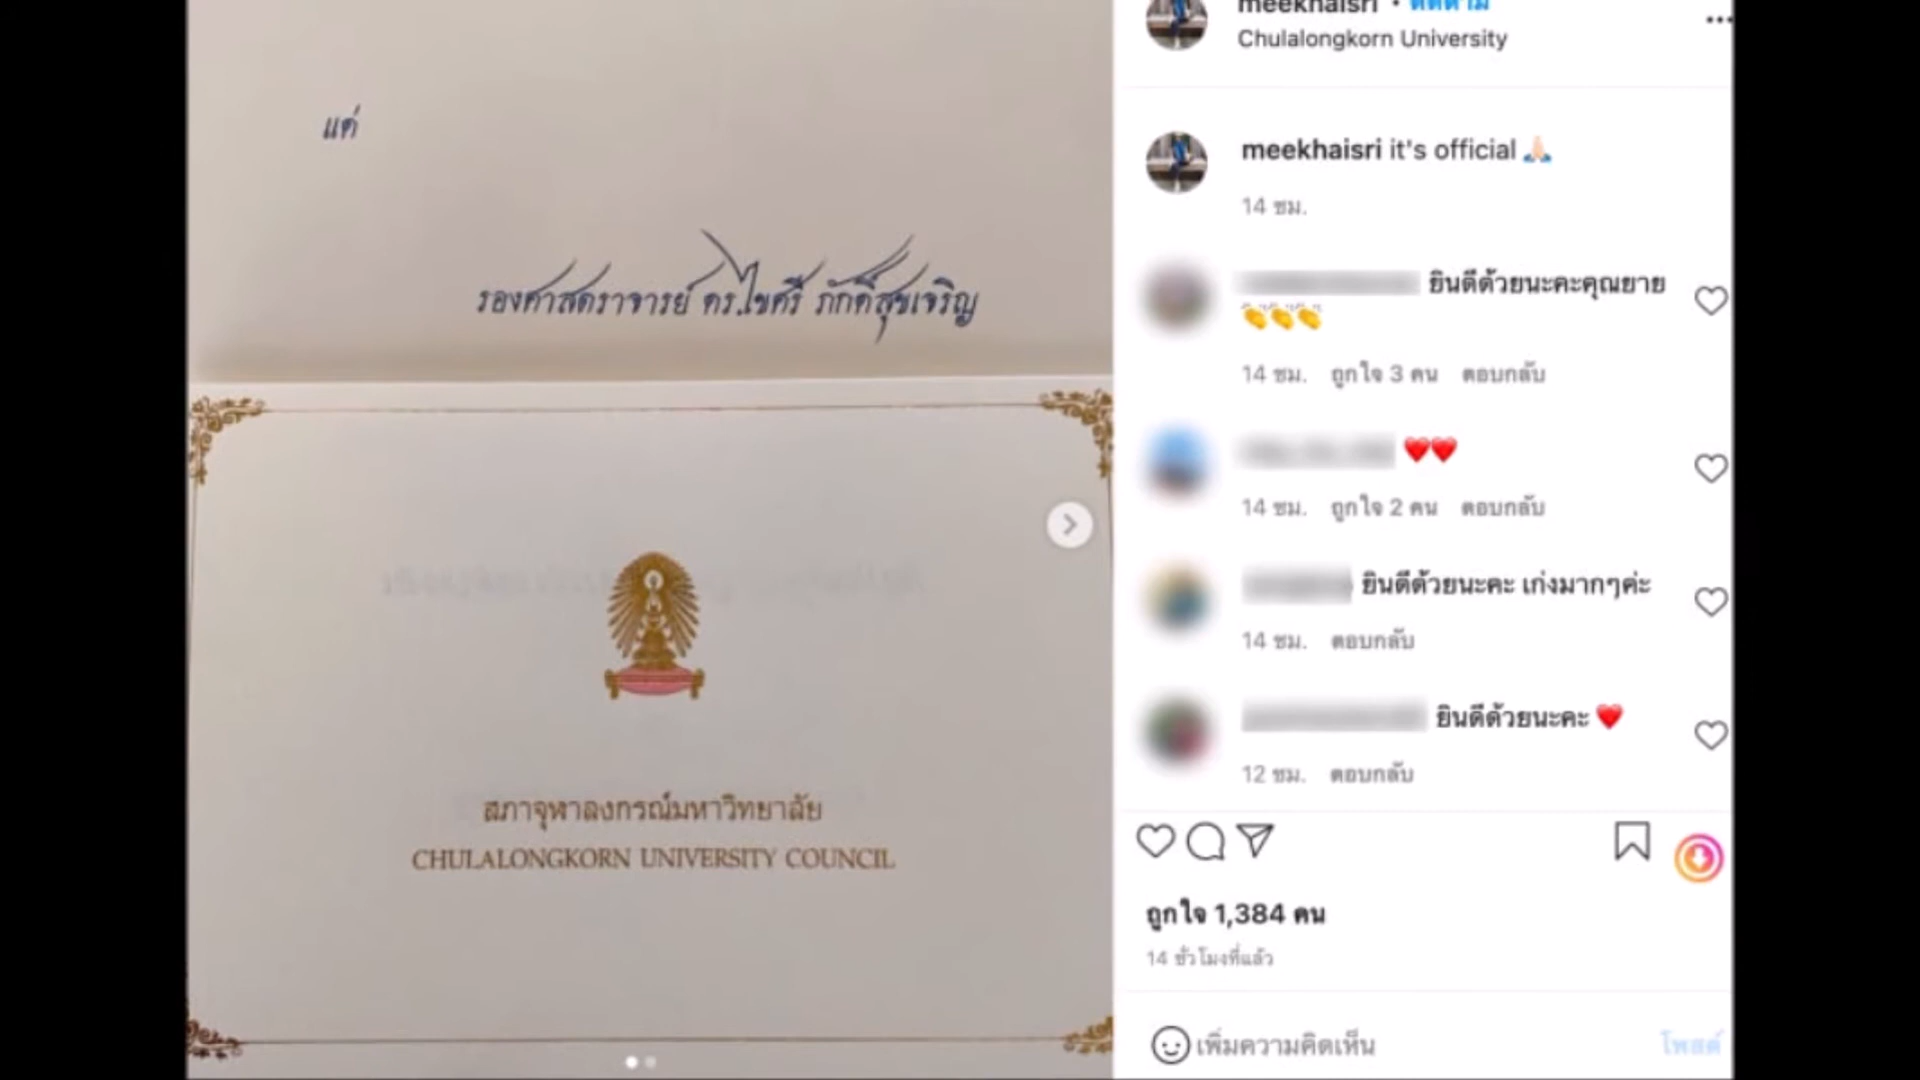 แด่
รองศาสตราจารย์ ดร.ไขศรี ภักดิ์สุขเจริญ
สภาจุฬาลงกรณ์มหาวิทยาลัย
CHULALONGKORN UNIVERSITY COUNCIL
meekhaisri • ติดตาม
Chulalongkorn University
meekhaisri it's official 🙏🏻
14 ชม.
ยินดีด้วยนะคะคุณยาย
👏👏👏
14 ชม. ถูกใจ 3 คน ตอบกลับ
❤️❤️
14 ชม. ถูกใจ 2 คน ตอบกลับ
ยินดีด้วยนะคะ เก่งมากๆค่ะ
14 ชม. ตอบกลับ
ยินดีด้วยนะคะ ❤️
12 ชม. ตอบกลับ
ถูกใจ 1,384 คน
14 ชั่วโมงที่แล้ว
เพิ่มความคิดเห็น
โพสต์